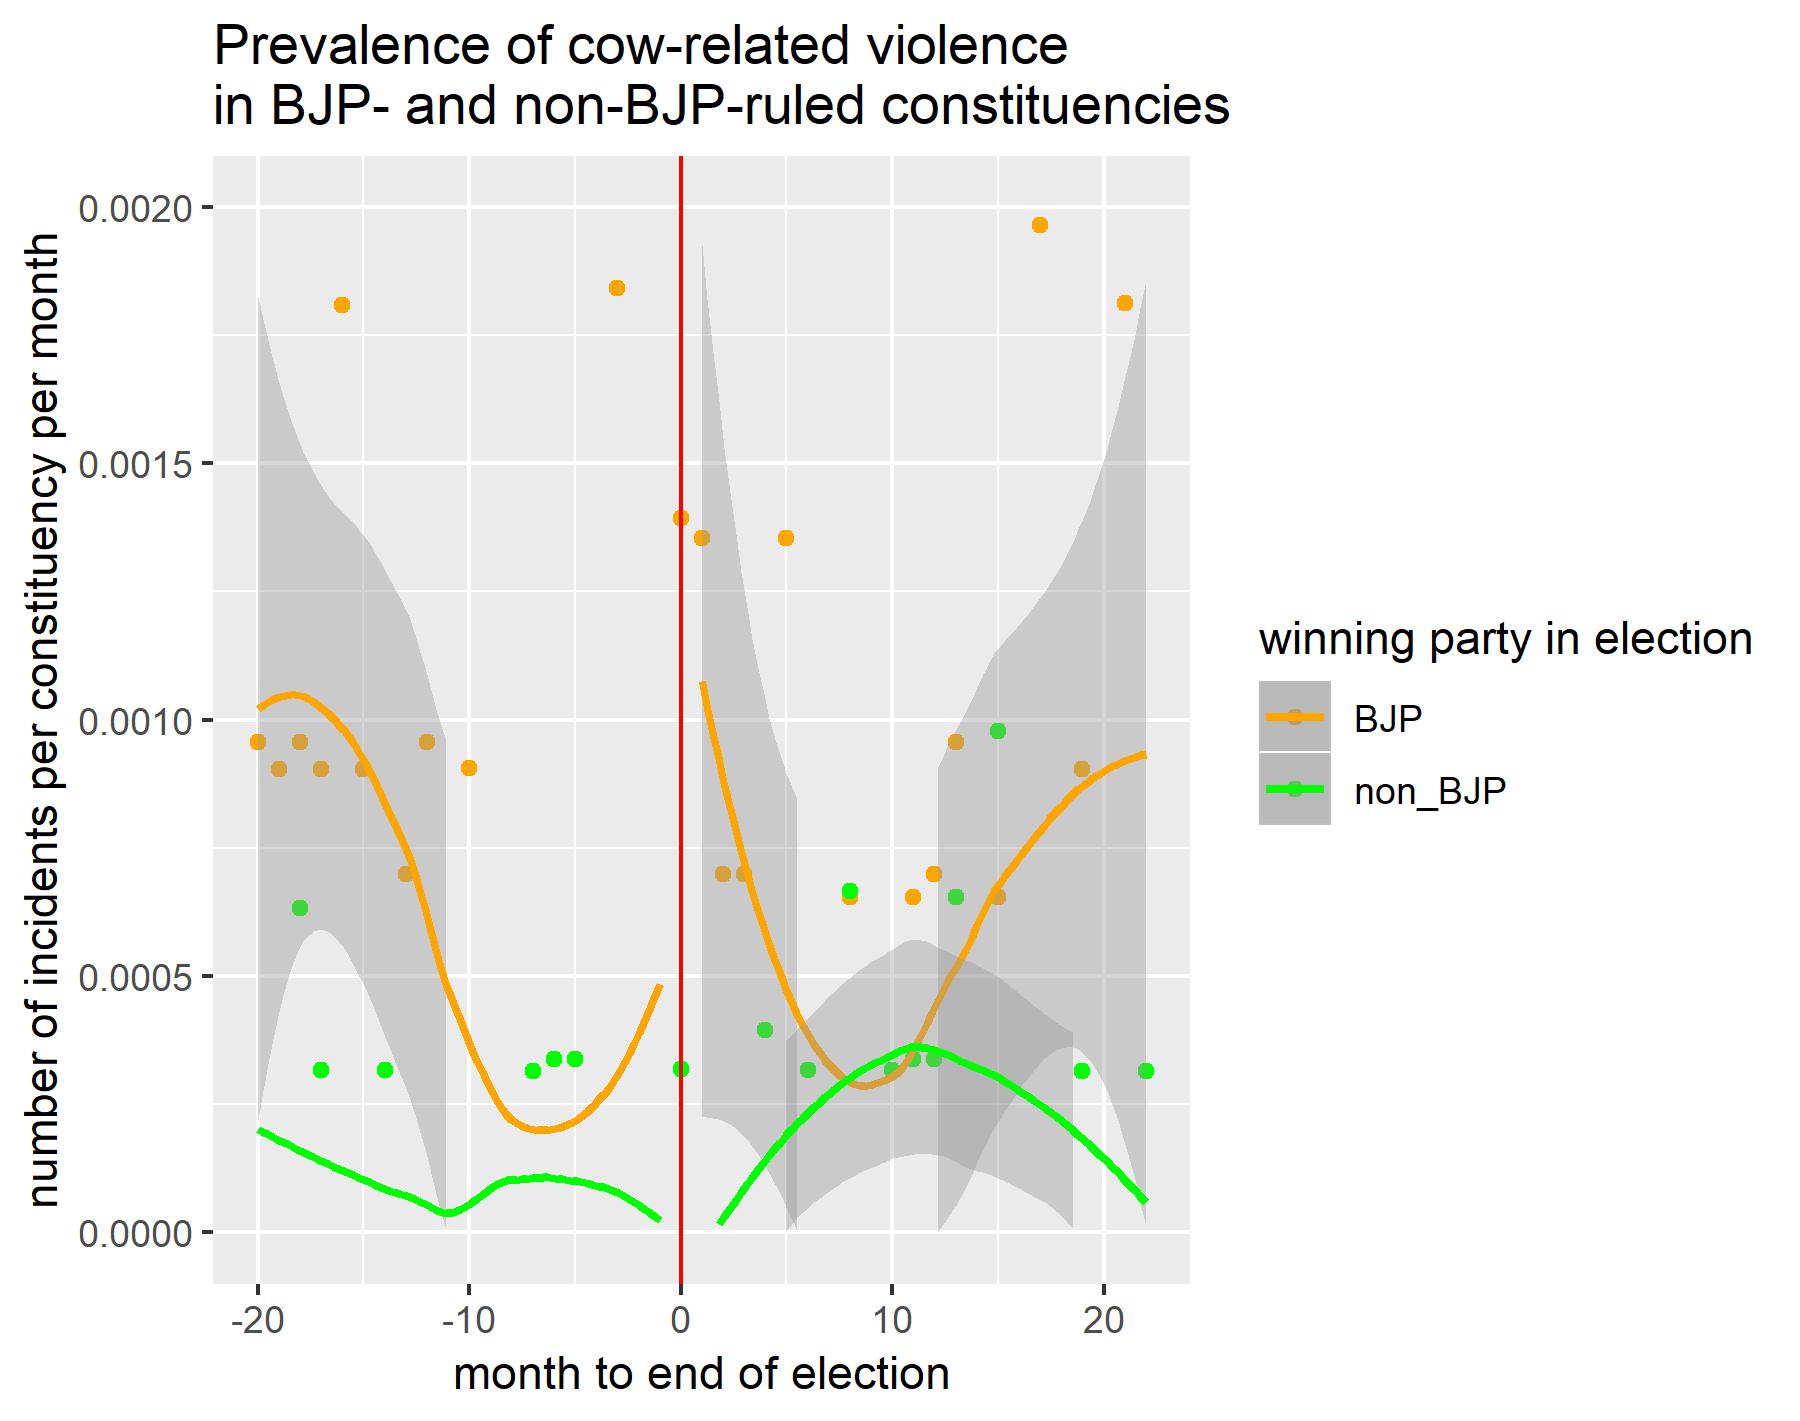 Prevalence of cow-related violence
in BJP- and non-BJP-ruled constituencies
number of incidents per constituency per month
0.0020
0.0015
0.0010
0.0005
0.0000
-20
-10
0
10
20
month to end of election
winning party in election
BJP
non_BJP